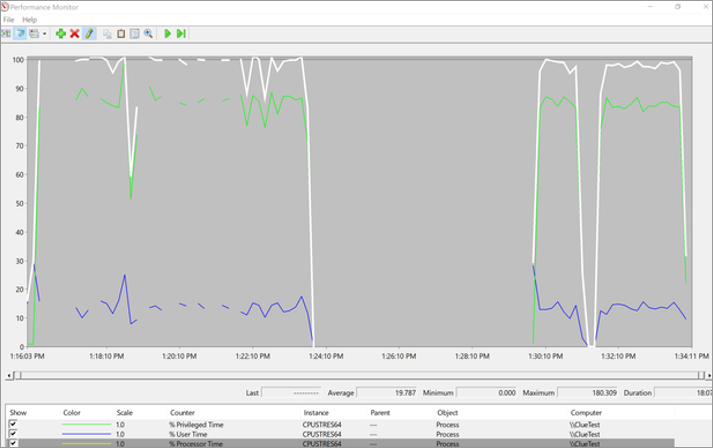 Performance Monitor
File Help
100
90
80
70
60
50
40
30
20
10
0
1:16:03 PM 1:18:10 PM 1:20:10 PM 1:22:10 PM 1:24:10 PM 1:26:10 PM 1:28:10 PM 1:30:10 PM 1:32:10 PM 1:34:11 PM
Last ---------- Average 19.787 Minimum 0.000 Maximum 180.309 Duration 18:07
Show Color Scale Counter Instance Parent Object Computer
1.0 % Privileged Time CPUSTRES64 --- Process \\ClueTest
1.0 % User Time CPUSTRES64 --- Process \\ClueTest
1.0 % Processor Time CPUSTRES64 --- Process \\ClueTest